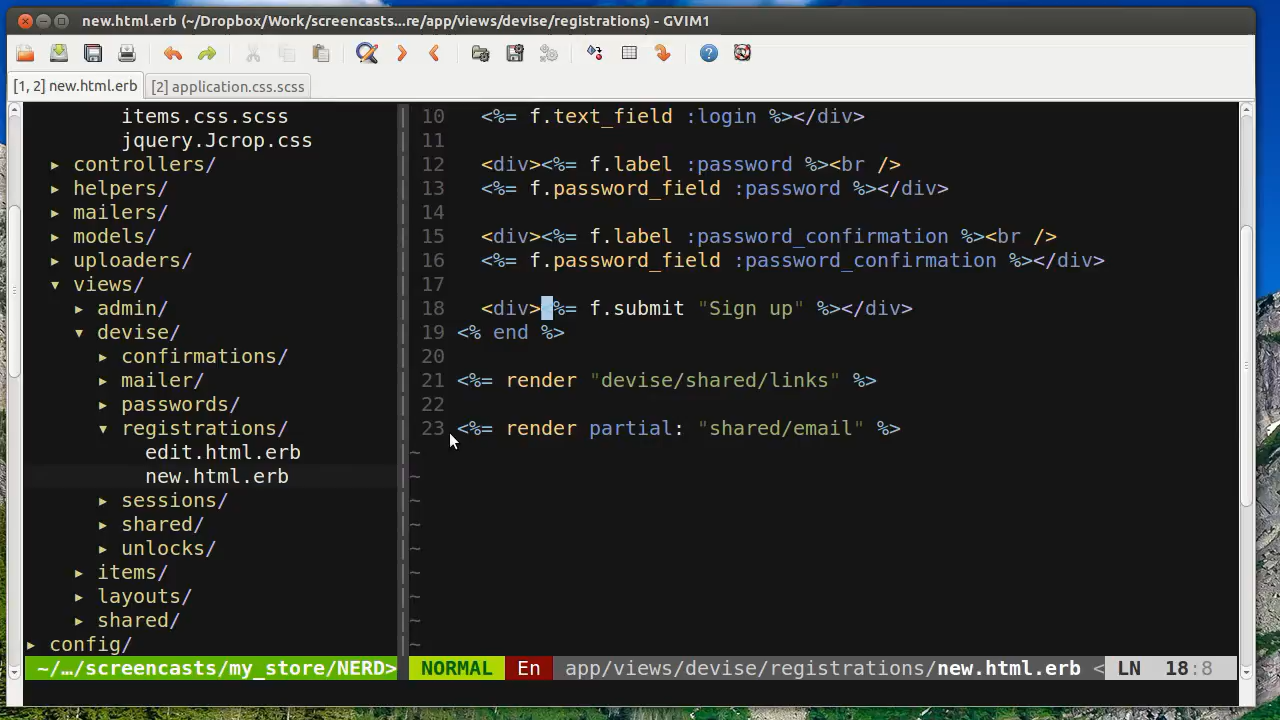 new.html.erb (~/Dropbox/Work/screencasts...re/app/views/devise/registrations) - GVIM1
[1, 2] new.html.erb
[2] application.css.scss
items.css.scss
jquery.Jcrop.css
▸ controllers/
▸ helpers/
▸ mailers/
▸ models/
▸ uploaders/
▾ views/
▸ admin/
▾ devise/
▸ confirmations/
▸ mailer/
▸ passwords/
▾ registrations/
edit.html.erb
new.html.erb
▸ sessions/
▸ shared/
▸ unlocks/
▸ items/
▸ layouts/
▸ shared/
▸ config/
~/…/screencasts/my_store/NERD>
10 <%= f.text_field :login %></div>
11
12 <div><%= f.label :password %><br />
13 <%= f.password_field :password %></div>
14
15 <div><%= f.label :password_confirmation %><br />
16 <%= f.password_field :password_confirmation %></div>
17
18 <div><%= f.submit "Sign up" %></div>
19 <% end %>
20
21 <%= render "devise/shared/links" %>
22
23 <%= render partial: "shared/email" %>
~
~
~
~
~
~
~
~
~
NORMAL En app/views/devise/registrations/new.html.erb < LN 18:8